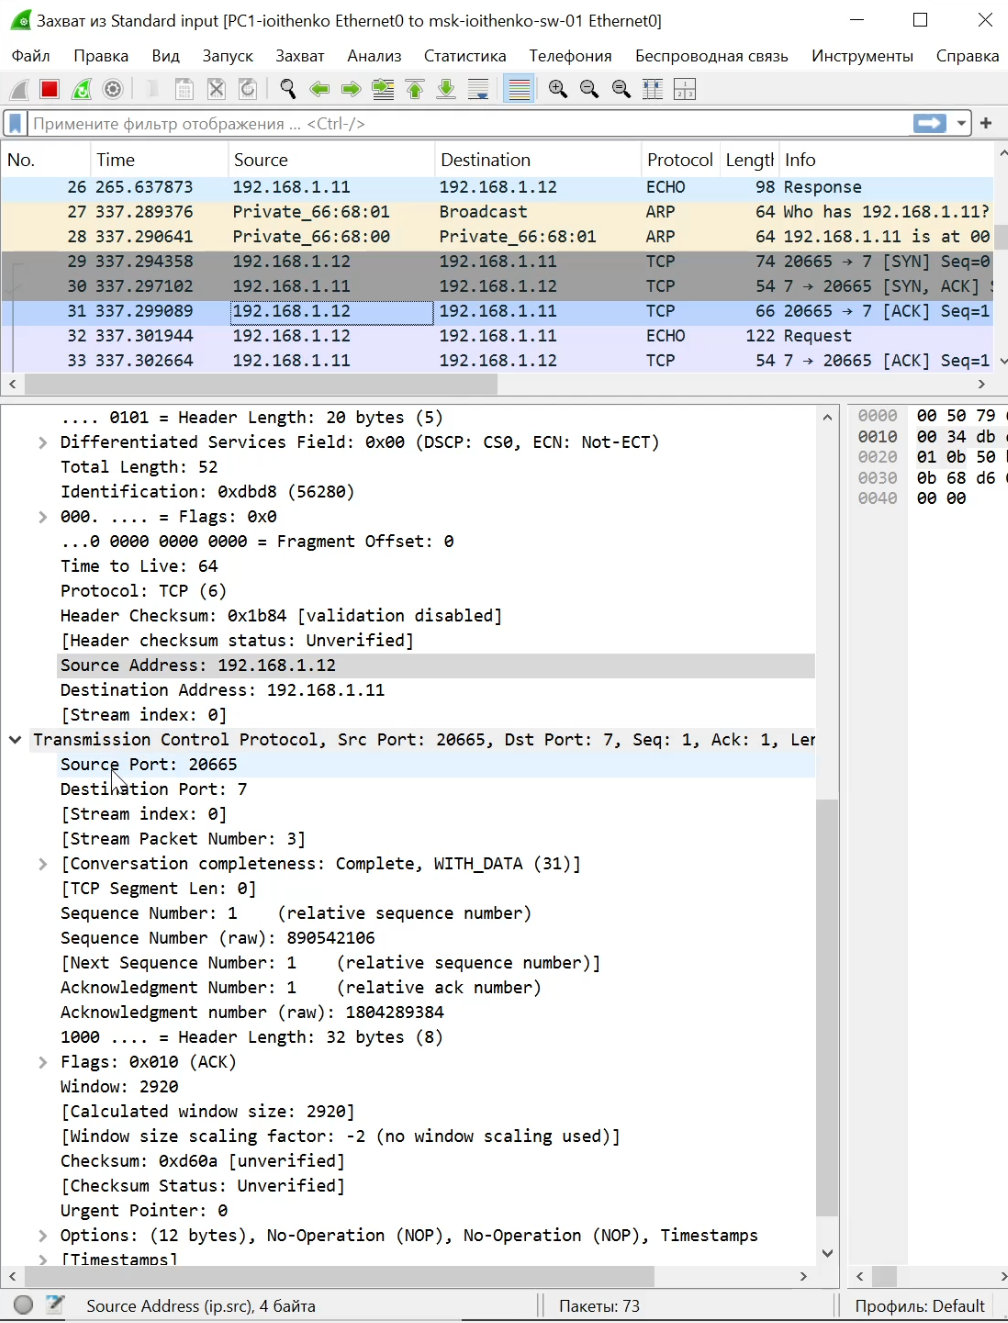 Захват из Standard input [PC1-ioithenko Ethernet0 to msk-ioithenko-sw-01 Ethernet0]
Файл Правка Вид Запуск Захват Анализ Статистика Телефония Беспроводная связь Инструменты Справка
Примените фильтр отображения ... <Ctrl-/>
No. Time Source Destination Protocol Length Info
26 265.637873 192.168.1.11 192.168.1.12 ECHO 98 Response
27 337.289376 Private_66:68:01 Broadcast ARP 64 Who has 192.168.1.11?
28 337.290641 Private_66:68:00 Private_66:68:01 ARP 64 192.168.1.11 is at 00
29 337.294358 192.168.1.12 192.168.1.11 TCP 74 20665 → 7 [SYN] Seq=0
30 337.297102 192.168.1.11 192.168.1.12 TCP 54 7 → 20665 [SYN, ACK]
31 337.299089 192.168.1.12 192.168.1.11 TCP 66 20665 → 7 [ACK] Seq=1
32 337.301944 192.168.1.12 192.168.1.11 ECHO 122 Request
33 337.302664 192.168.1.11 192.168.1.12 TCP 54 7 → 20665 [ACK] Seq=1
.... 0101 = Header Length: 20 bytes (5)
Differentiated Services Field: 0x00 (DSCP: CS0, ECN: Not-ECT)
Total Length: 52
Identification: 0xdbd8 (56280)
000. .... = Flags: 0x0
...0 0000 0000 0000 = Fragment Offset: 0
Time to Live: 64
Protocol: TCP (6)
Header Checksum: 0x1b84 [validation disabled]
[Header checksum status: Unverified]
Source Address: 192.168.1.12
Destination Address: 192.168.1.11
[Stream index: 0]
Transmission Control Protocol, Src Port: 20665, Dst Port: 7, Seq: 1, Ack: 1, Ler
Source Port: 20665
Destination Port: 7
[Stream index: 0]
[Stream Packet Number: 3]
[Conversation completeness: Complete, WITH_DATA (31)]
[TCP Segment Len: 0]
Sequence Number: 1 (relative sequence number)
Sequence Number (raw): 890542106
[Next Sequence Number: 1 (relative sequence number)]
Acknowledgment Number: 1 (relative ack number)
Acknowledgment number (raw): 1804289384
1000 .... = Header Length: 32 bytes (8)
Flags: 0x010 (ACK)
Window: 2920
[Calculated window size: 2920]
[Window size scaling factor: -2 (no window scaling used)]
Checksum: 0xd60a [unverified]
[Checksum Status: Unverified]
Urgent Pointer: 0
Options: (12 bytes), No-Operation (NOP), No-Operation (NOP), Timestamps
[Timestamps]
0000 00 50 79
0010 00 34 db
0020 01 0b 50
0030 0b 68 d6
0040 00 00
Source Address (ip.src), 4 байта Пакеты: 73 Профиль: Default